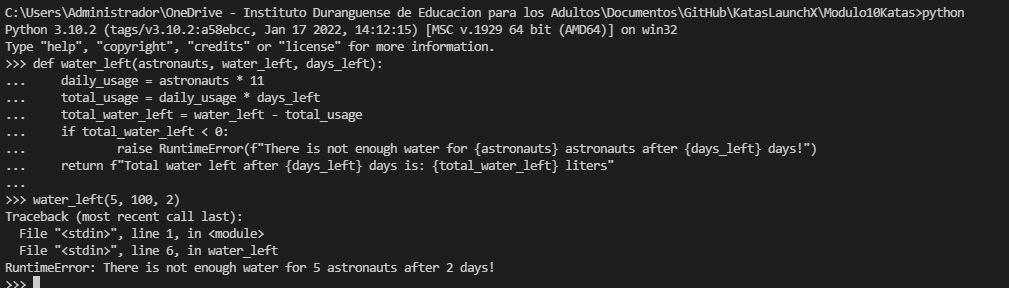 C:\Users\Administrador\OneDrive - Instituto Duranguense de Educacion para los Adultos\Documentos\GitHub\KatasLaunchX\Modulo10Katas>python
Python 3.10.2 (tags/v3.10.2:a58ebcc, Jan 17 2022, 14:12:15) [MSC v.1929 64 bit (AMD64)] on win32
Type "help", "copyright", "credits" or "license" for more information.
>>> def water_left(astronauts, water_left, days_left):
...     daily_usage = astronauts * 11
...     total_usage = daily_usage * days_left
...     total_water_left = water_left - total_usage
...     if total_water_left < 0:
...             raise RuntimeError(f"There is not enough water for {astronauts} astronauts after {days_left} days!")
...     return f"Total water left after {days_left} days is: {total_water_left} liters"
...
>>> water_left(5, 100, 2)
Traceback (most recent call last):
  File "<stdin>", line 1, in <module>
  File "<stdin>", line 6, in water_left
RuntimeError: There is not enough water for 5 astronauts after 2 days!
>>>